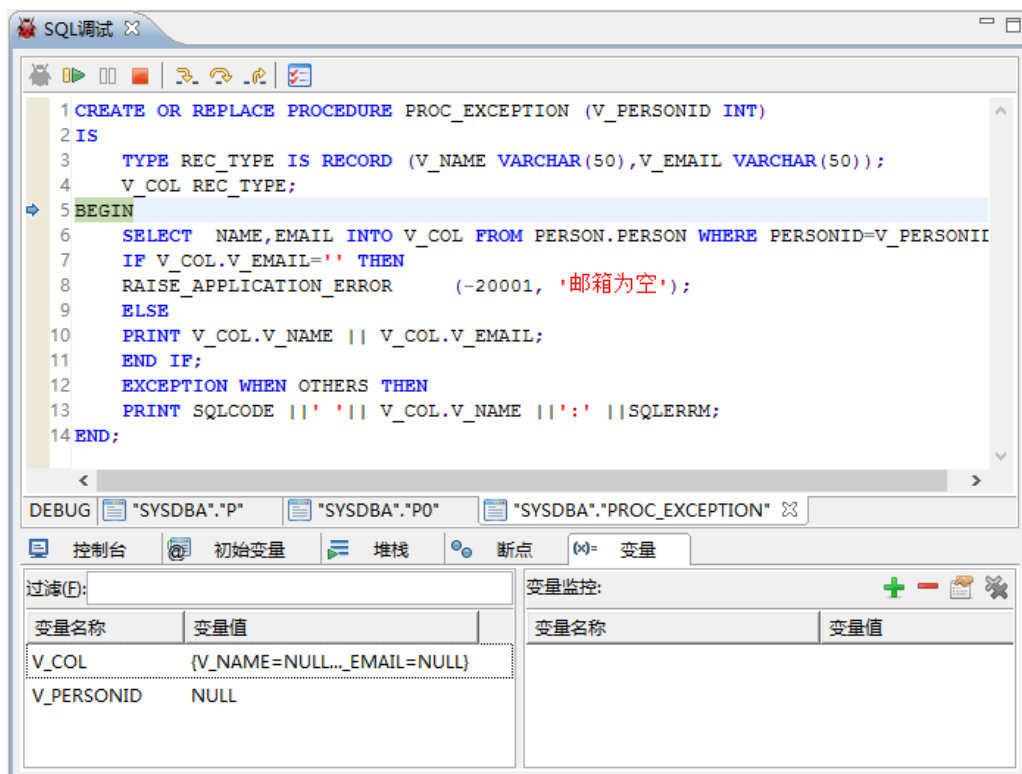 SQL调试
1 CREATE OR REPLACE PROCEDURE PROC_EXCEPTION (V_PERSONID INT)
2 IS
3 TYPE REC_TYPE IS RECORD (V_NAME VARCHAR(50),V_EMAIL VARCHAR(50));
4 V_COL REC_TYPE;
5 BEGIN
6 SELECT  NAME,EMAIL INTO V_COL FROM PERSON.PERSON WHERE PERSONID=V_PERSONID
7 IF V_COL.V_EMAIL='' THEN
8 RAISE_APPLICATION_ERROR     (-20001, '邮箱为空');
9 ELSE
10 PRINT V_COL.V_NAME || V_COL.V_EMAIL;
11 END IF;
12 EXCEPTION WHEN OTHERS THEN
13 PRINT SQLCODE ||' '|| V_COL.V_NAME ||':' ||SQLERRM;
14 END;
DEBUG "SYSDBA"."P" "SYSDBA"."P0" "SYSDBA"."PROC_EXCEPTION"
控制台 初始变量 堆栈 断点 (x)= 变量
过滤(F): 变量监控:
变量名称 变量值 变量名称 变量值
V_COL {V_NAME=NULL..._EMAIL=NULL}
V_PERSONID NULL